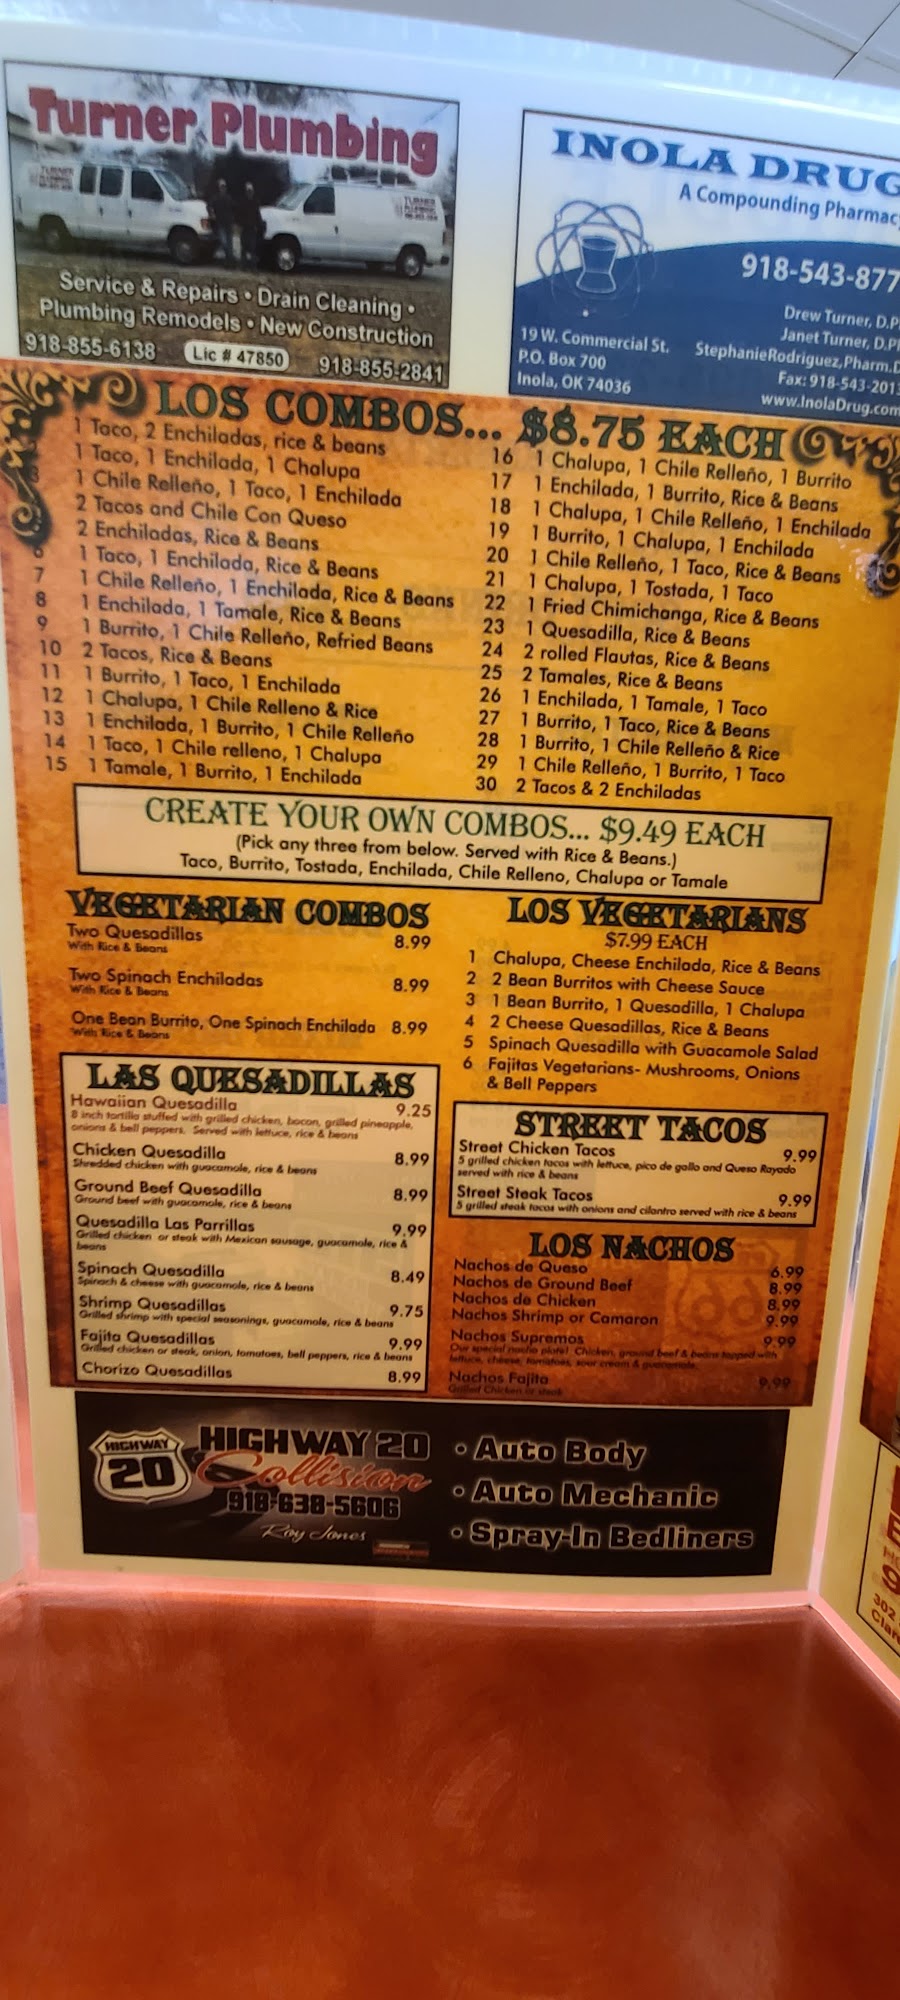 Turner Plumbing
TURNER
PLUMBING
TURNER
PLUMBING
Service & Repairs • Drain Cleaning •
Plumbing Remodels • New Construction
918-855-6138 Lic # 47850 918-855-2841
INOLA DRUG
A Compounding Pharmacy
918-543-877
Drew Turner, D.P
Janet Turner, D.P
StephanieRodriguez,Pharm.D
Fax: 918-543-2013
www.InolaDrug.com
19 W. Commercial St.
P.O. Box 700
Inola, OK 74036
LOS COMBOS... $8.75 EACH
1 Taco, 2 Enchiladas, rice & beans
1 Taco, 1 Enchilada, 1 Chalupa
1 Chile Relleño, 1 Taco, 1 Enchilada
2 Tacos and Chile Con Queso
2 Enchiladas, Rice & Beans
6 1 Taco, 1 Enchilada, Rice & Beans
7 1 Chile Relleño, 1 Enchilada, Rice & Beans
8 1 Enchilada, 1 Tamale, Rice & Beans
9 1 Burrito, 1 Chile Relleño, Refried Beans
10 2 Tacos, Rice & Beans
11 1 Burrito, 1 Taco, 1 Enchilada
12 1 Chalupa, 1 Chile Relleno & Rice
13 1 Enchilada, 1 Burrito, 1 Chile Relleño
14 1 Taco, 1 Chile relleno, 1 Chalupa
15 1 Tamale, 1 Burrito, 1 Enchilada
16 1 Chalupa, 1 Chile Relleño, 1 Burrito
17 1 Enchilada, 1 Burrito, Rice & Beans
18 1 Chalupa, 1 Chile Relleño, 1 Enchilada
19 1 Burrito, 1 Chalupa, 1 Enchilada
20 1 Chile Relleño, 1 Taco, Rice & Beans
21 1 Chalupa, 1 Tostada, 1 Taco
22 1 Fried Chimichanga, Rice & Beans
23 1 Quesadilla, Rice & Beans
24 2 rolled Flautas, Rice & Beans
25 2 Tamales, Rice & Beans
26 1 Enchilada, 1 Tamale, 1 Taco
27 1 Burrito, 1 Taco, Rice & Beans
28 1 Burrito, 1 Chile Relleño & Rice
29 1 Chile Relleño, 1 Burrito, 1 Taco
30 2 Tacos & 2 Enchiladas
CREATE YOUR OWN COMBOS... $9.49 EACH
(Pick any three from below. Served with Rice & Beans.)
Taco, Burrito, Tostada, Enchilada, Chile Relleno, Chalupa or Tamale
VEGETARIAN COMBOS
Two Quesadillas 8.99
With Rice & Beans
Two Spinach Enchiladas 8.99
With Rice & Beans
One Bean Burrito, One Spinach Enchilada 8.99
With Rice & Beans
LOS VEGETARIANS
$7.99 EACH
1 Chalupa, Cheese Enchilada, Rice & Beans
2 2 Bean Burritos with Cheese Sauce
3 1 Bean Burrito, 1 Quesadilla, 1 Chalupa
4 2 Cheese Quesadillas, Rice & Beans
5 Spinach Quesadilla with Guacamole Salad
6 Fajitas Vegetarians- Mushrooms, Onions
& Bell Peppers
LAS QUESADILLAS
Hawaiian Quesadilla 9.25
8 inch tortilla stuffed with grilled chicken, bacon, grilled pineapple,
onions & bell peppers. Served with lettuce, rice & beans
Chicken Quesadilla 8.99
Shredded chicken with guacamole, rice & beans
Ground Beef Quesadilla 8.99
Ground beef with guacamole, rice & beans
Quesadilla Las Parrillas 9.99
Grilled chicken or steak with Mexican sausage, guacamole, rice &
beans
Spinach Quesadilla 8.49
Spinach & cheese with guacamole, rice & beans
Shrimp Quesadillas 9.75
Grilled shrimp with special seasonings, guacamole, rice & beans
Fajita Quesadillas 9.99
Grilled chicken or steak, onion, tomatoes, bell peppers, rice & beans
Chorizo Quesadillas 8.99
STREET TACOS
Street Chicken Tacos 9.99
5 grilled chicken tacos with lettuce, pico de gallo and Queso Rayado
served with rice & beans
Street Steak Tacos 9.99
5 grilled steak tacos with onions and cilantro served with rice & beans
LOS NACHOS
Nachos de Queso 6.99
Nachos de Ground Beef 8.99
Nachos de Chicken 8.99
Nachos Shrimp or Camaron 9.99
Nachos Supremos 9.99
Our special nacho plate! Chicken, ground beef & beans topped with
lettuce, cheese, tomatoes, sour cream & guacamole.
Nachos Fajita 9.99
Grilled Chicken or steak
HIGHWAY
20
HIGHWAY 20
Collision
918-638-5606
Roy Jones
• Auto Body
• Auto Mechanic
• Spray-In Bedliners
302